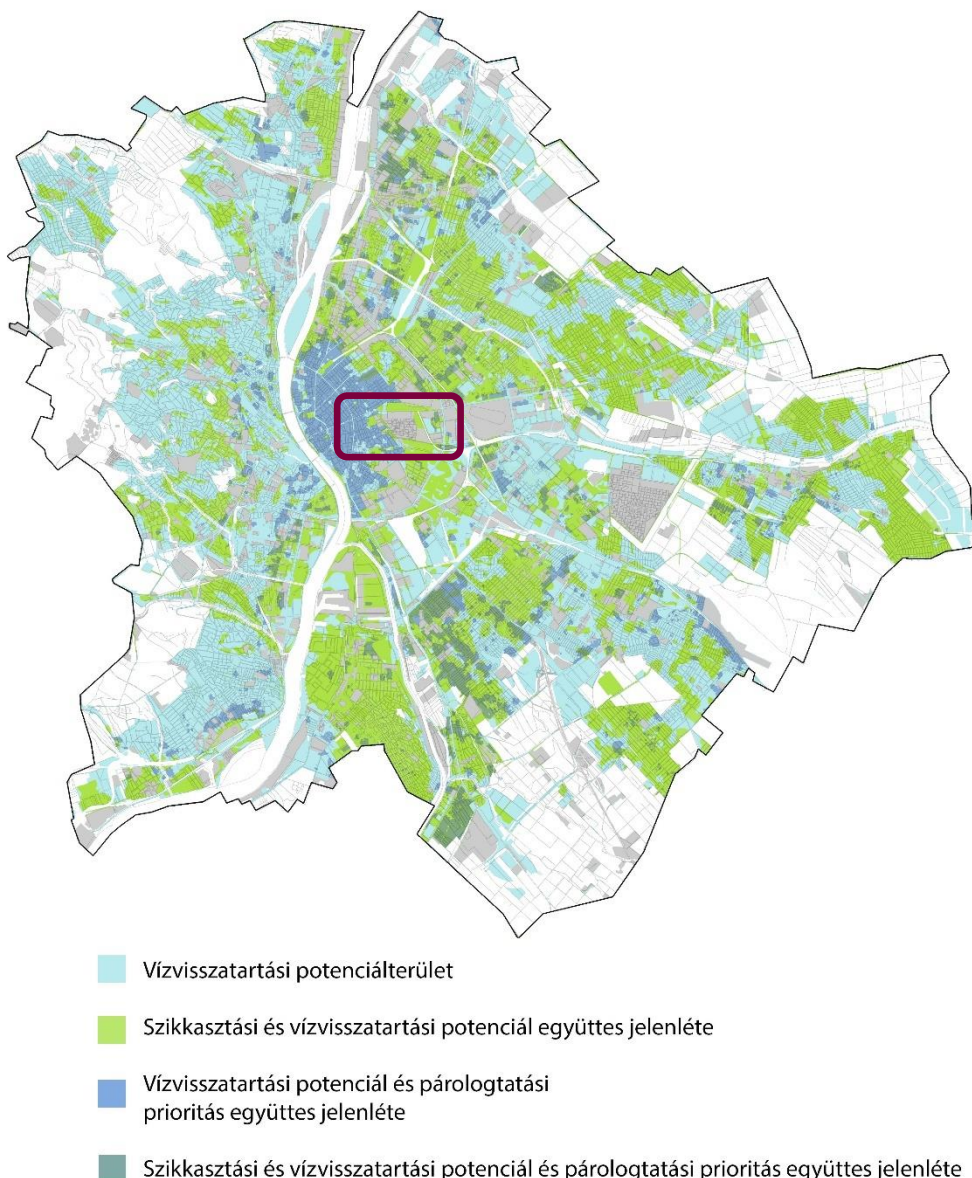 Vízvisszatartási potenciálterület
Szikkasztási és vízvisszatartási potenciál együttes jelenléte
Vízvisszatartási potenciál és párologtatási
prioritás együttes jelenléte
Szikkasztási és vízvisszatartási potenciál és párologtatási prioritás együttes jelenléte